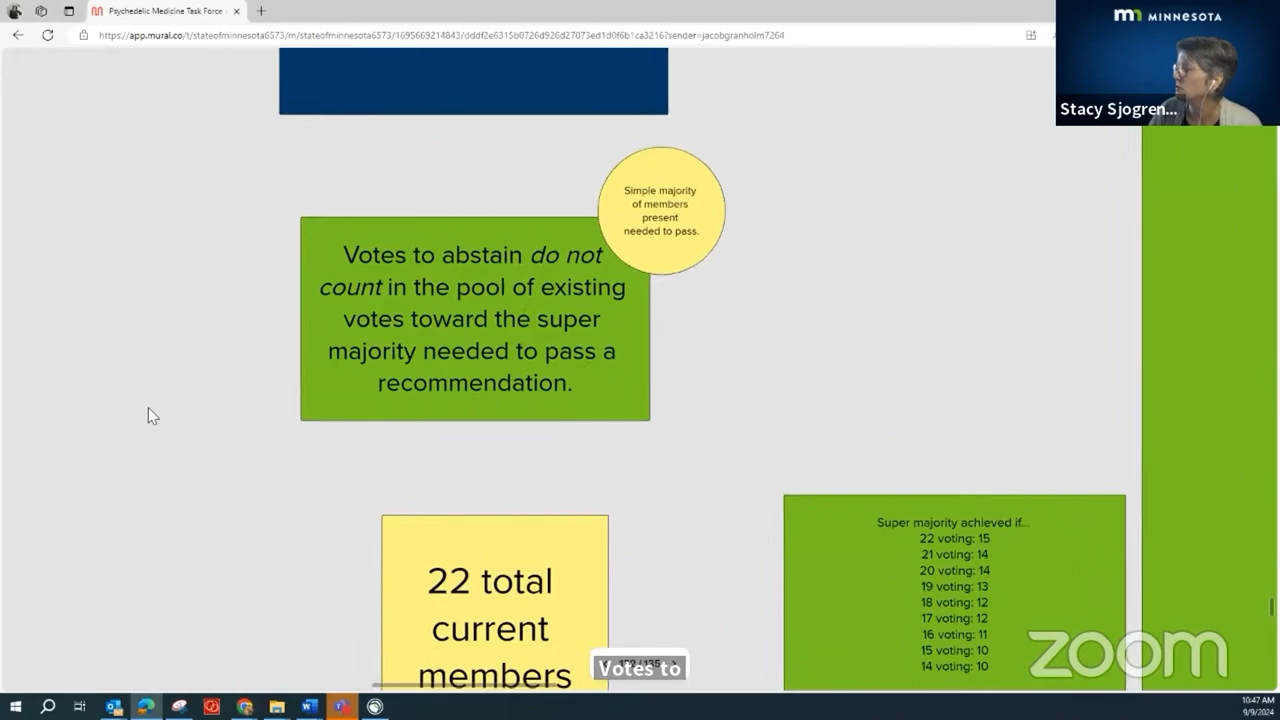 Psychedelic Medicine Task Force
https://app.mural.co/t/stateofminnesota6573/m/stateofminnesota6573/1695669214843/dddf2e6315b0726d926d27073ed1d0f6b1ca3216?sender=jacobgranholm7264
MINNESOTA
Stacy Sjogren...
Simple majority
of members
present
needed to pass.
Votes to abstain do not
count in the pool of existing
votes toward the super
majority needed to pass a
recommendation.
22 total
current
members
Super majority achieved if...
22 voting: 15
21 voting: 14
20 voting: 14
19 voting: 13
18 voting: 12
17 voting: 12
16 voting: 11
15 voting: 10
14 voting: 10
zoom
Votes to
10:47 AM
9/9/2024